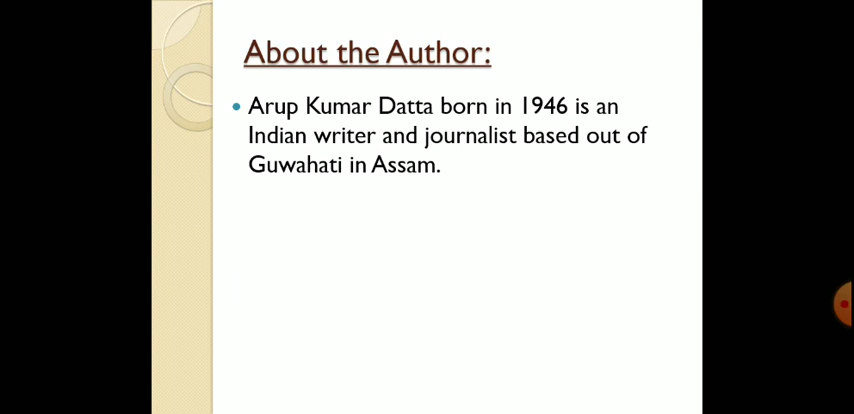 About the Author:
• Arup Kumar Datta born in 1946 is an
Indian writer and journalist based out of
Guwahati in Assam.